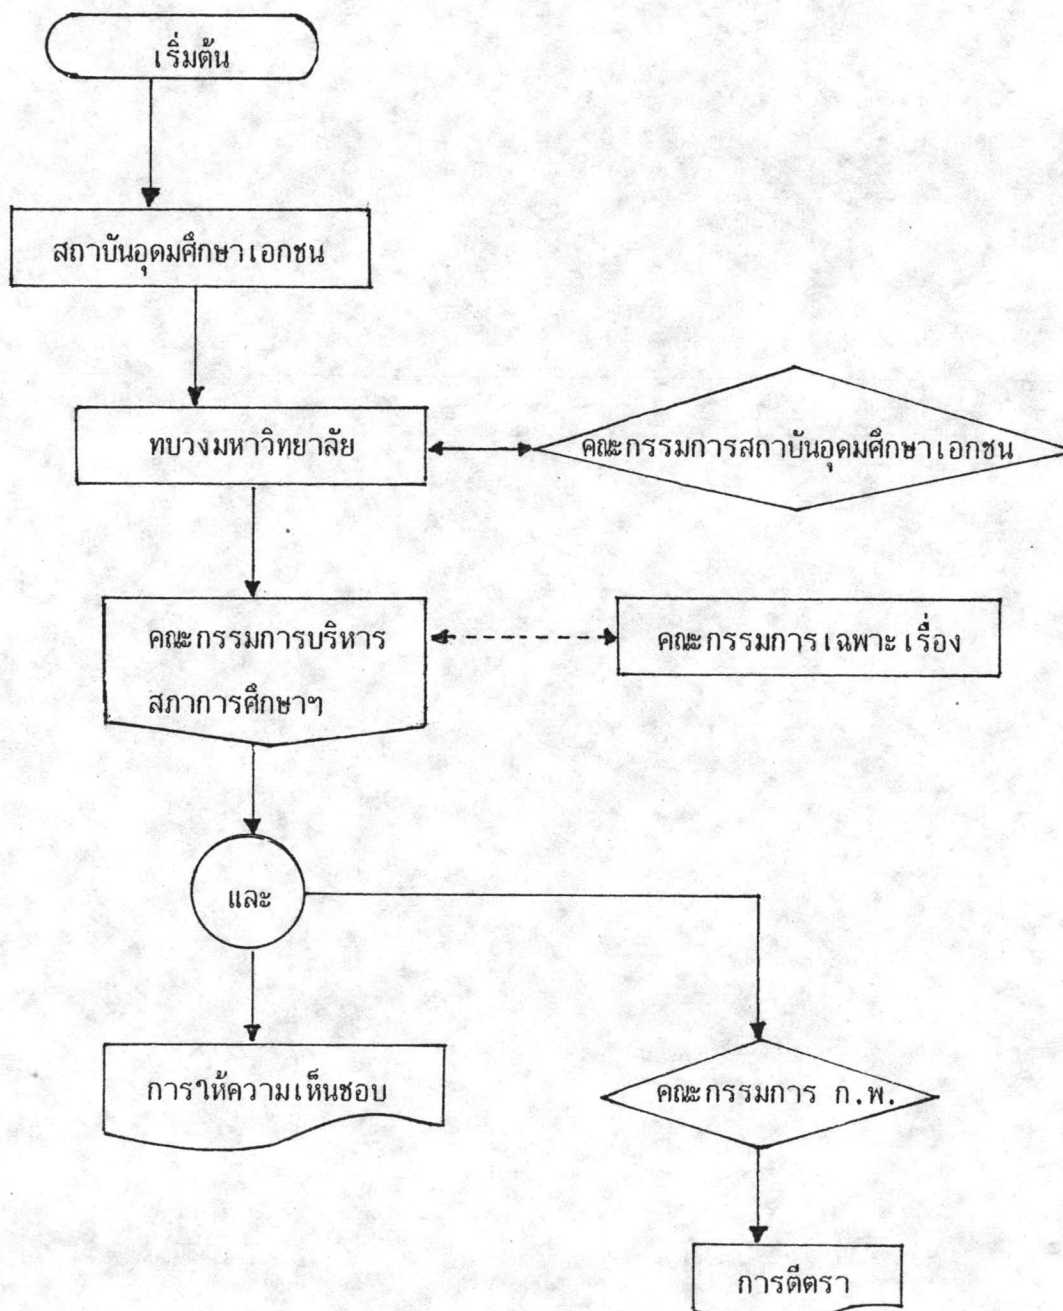 เริ่มต้น
สถาบันอุดมศึกษาเอกชน
ทบวงมหาวิทยาลัย
คณะกรรมการสถาบันอุดมศึกษาเอกชน
คณะกรรมการบริหาร
สภาการศึกษาฯ
คณะกรรมการเฉพาะเรื่อง
และ
การให้ความเห็นชอบ
คณะกรรมการ ก.พ.
การตีตรา